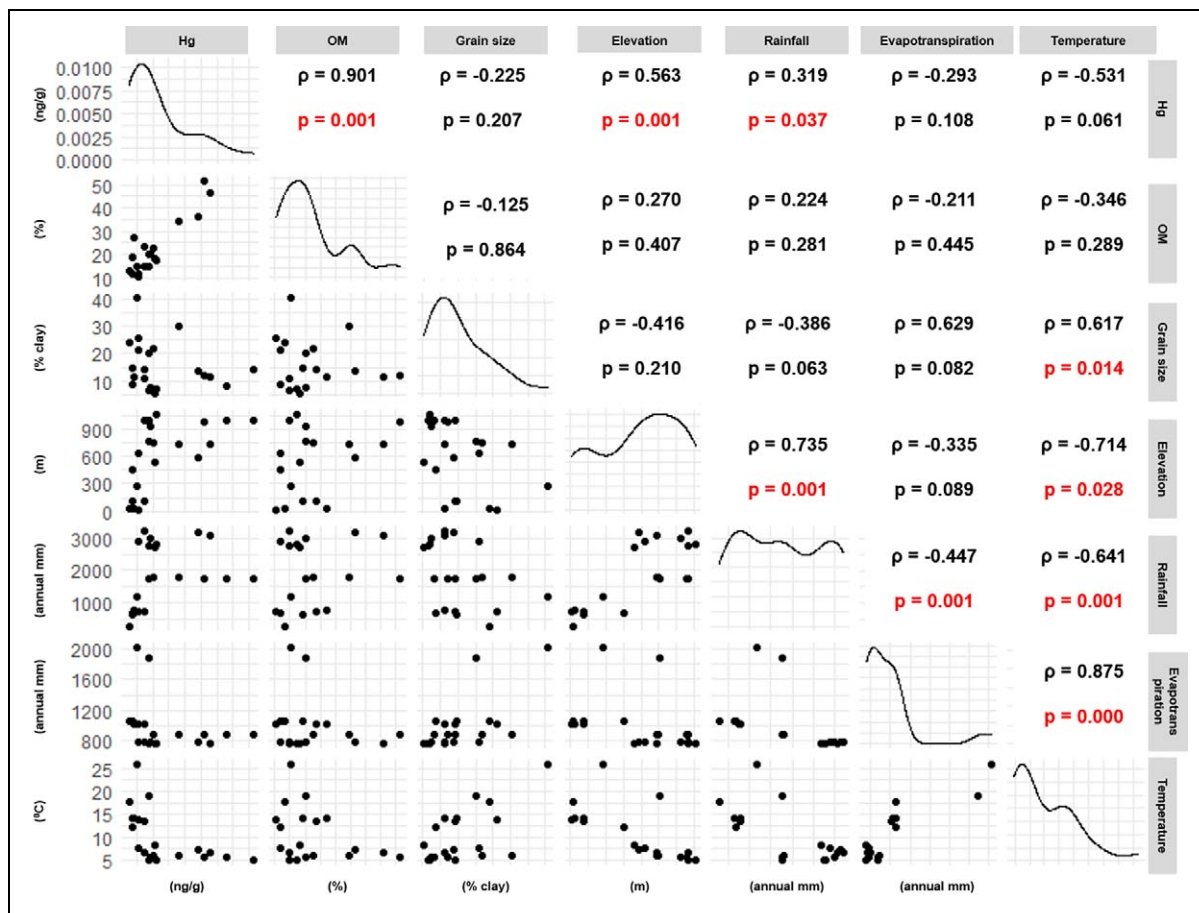 Hg OM Grain size Elevation Rainfall Evapotranspiration Temperature
(ng/g) 0.0100 0.0075 0.0050 0.0025 0.0000
ρ = 0.901 ρ = -0.225 ρ = 0.563 ρ = 0.319 ρ = -0.293 ρ = -0.531
p = 0.001 p = 0.207 p = 0.001 p = 0.037 p = 0.108 p = 0.061
Hg
(%) 50 40 30 20 10
ρ = -0.125 ρ = 0.270 ρ = 0.224 ρ = -0.211 ρ = -0.346
p = 0.864 p = 0.407 p = 0.281 p = 0.445 p = 0.289
OM
(% clay) 40 30 20 10
ρ = -0.416 ρ = -0.386 ρ = 0.629 ρ = 0.617
p = 0.210 p = 0.063 p = 0.082 p = 0.014
Grain size
(m) 900 600 300 0
ρ = 0.735 ρ = -0.335 ρ = -0.714
p = 0.001 p = 0.089 p = 0.028
Elevation
(annual mm) 3000 2000 1000
ρ = -0.447 ρ = -0.641
p = 0.001 p = 0.001
Rainfall
(annual mm) 2000 1600 1200 800
ρ = 0.875
p = 0.000
Evapotrans
piration
(ºC) 25 20 15 10 5
Temperature
(ng/g) (%) (% clay) (m) (annual mm) (annual mm)